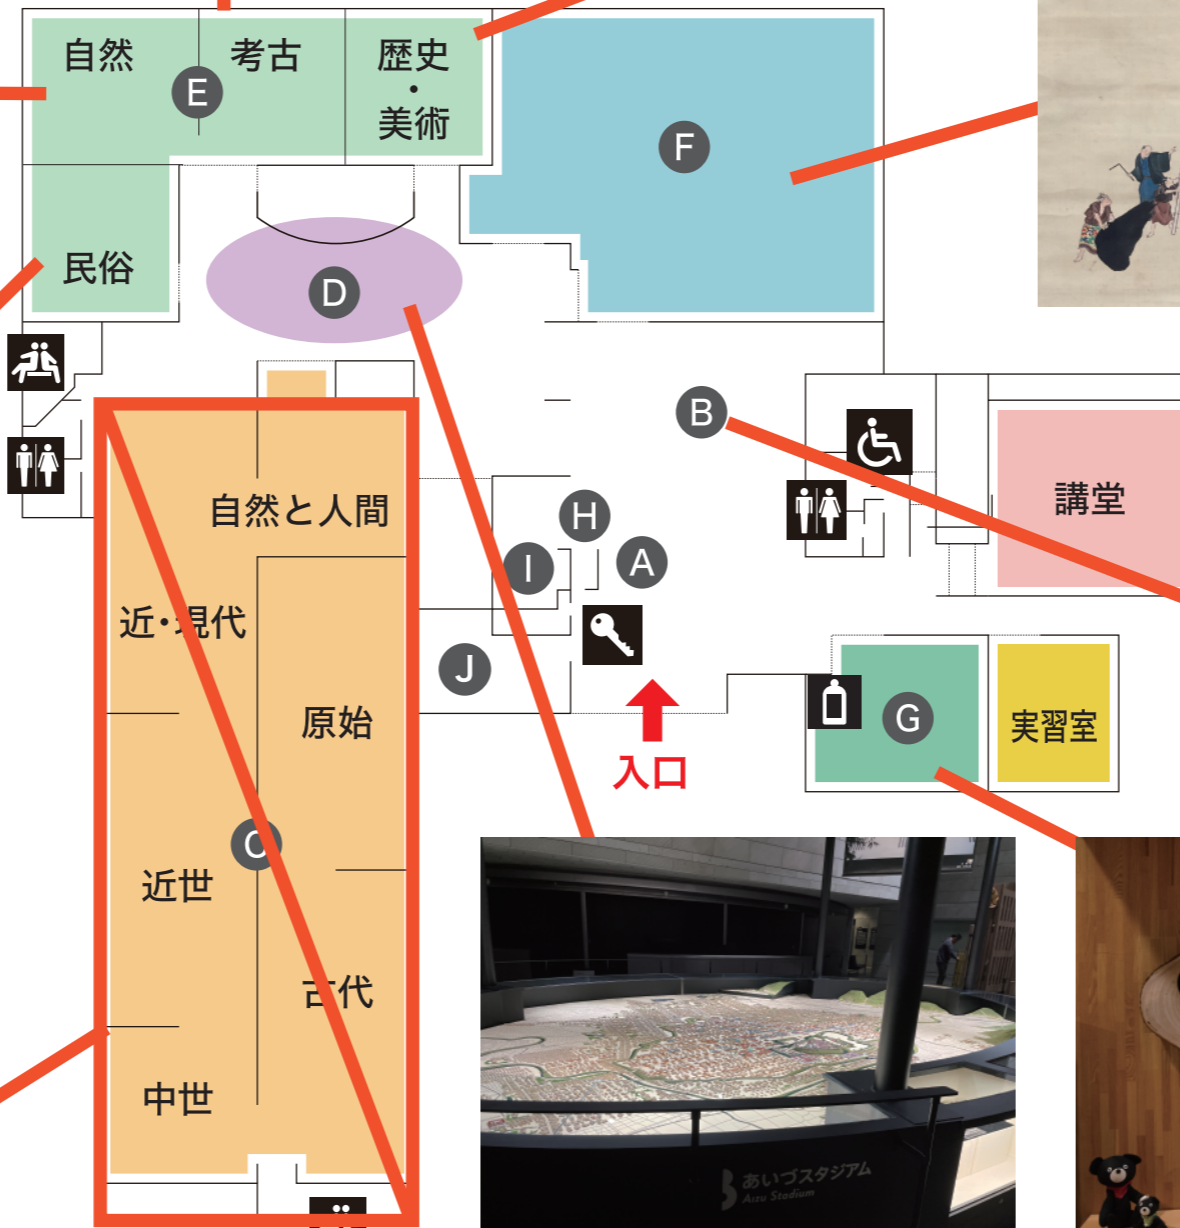 自然
考古
歴史
・
美術
E
F
民俗
D
B
自然と人間
H
I
A
講堂
近・現代
J
原始
G
実習室
入口
C
近世
古代
中世
あいづスタジアム
Aizu Stadium